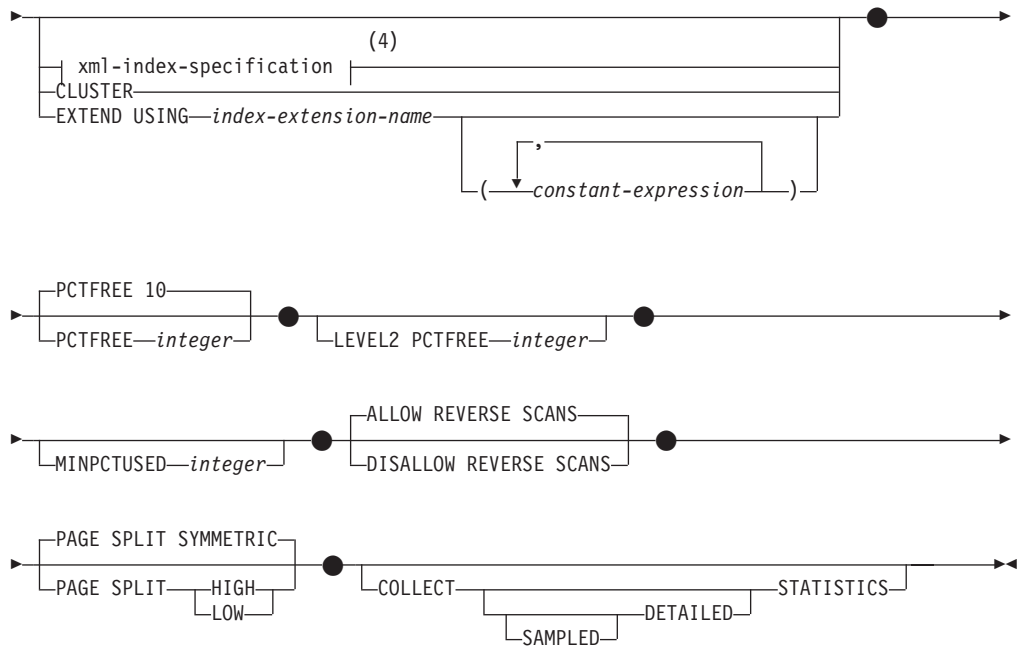 (4)
xml-index-specification
CLUSTER
EXTEND USING index-extension-name
,
( constant-expression )
PCTFREE 10
PCTFREE integer
LEVEL2 PCTFREE integer
ALLOW REVERSE SCANS
MINPCTUSED integer
DISALLOW REVERSE SCANS
PAGE SPLIT SYMMETRIC
PAGE SPLIT HIGH
LOW
COLLECT STATISTICS
DETAILED
SAMPLED